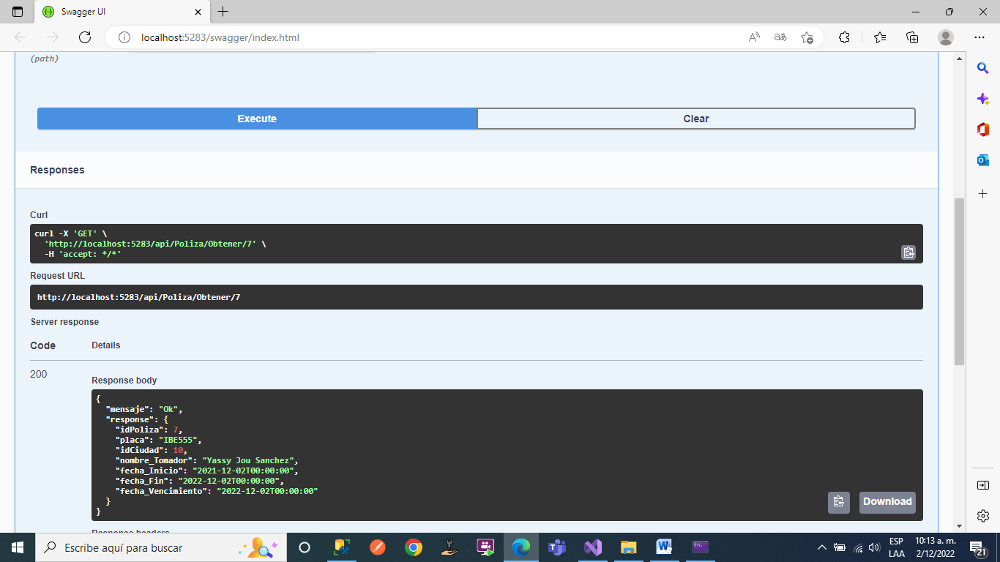 Swagger UI
localhost:5283/swagger/index.html
(path)
Execute
Clear
Responses
Curl
curl -X 'GET' \
'http://localhost:5283/api/Poliza/Obtener/7' \
-H 'accept: */*'
Request URL
http://localhost:5283/api/Poliza/Obtener/7
Server response
Code Details
200
Response body
{
"mensaje": "Ok",
"response": {
"idPoliza": 7,
"placa": "IBE555",
"idCiudad": 10,
"nombre_Tomador": "Yassy Jou Sanchez",
"fecha_Inicio": "2021-12-02T00:00:00",
"fecha_Fin": "2022-12-02T00:00:00",
"fecha_Vencimiento": "2022-12-02T00:00:00"
}
}
Download
Response headers
Escribe aquí para buscar
ESP
LAA
10:13 a. m.
2/12/2022
21